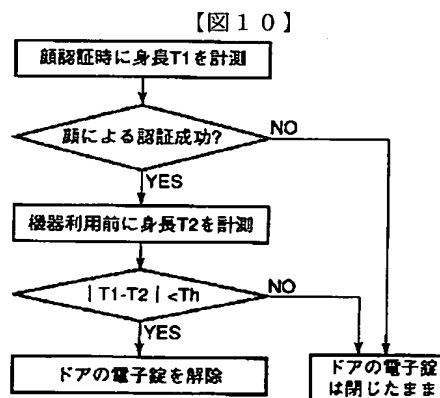 【図10】
顔認証時に身長T1を計測
顔による認証成功?
NO
YES
機器利用前に身長T2を計測
|T1-T2|<Th
NO
YES
ドアの電子錠を解除
ドアの電子錠
は閉じたまま